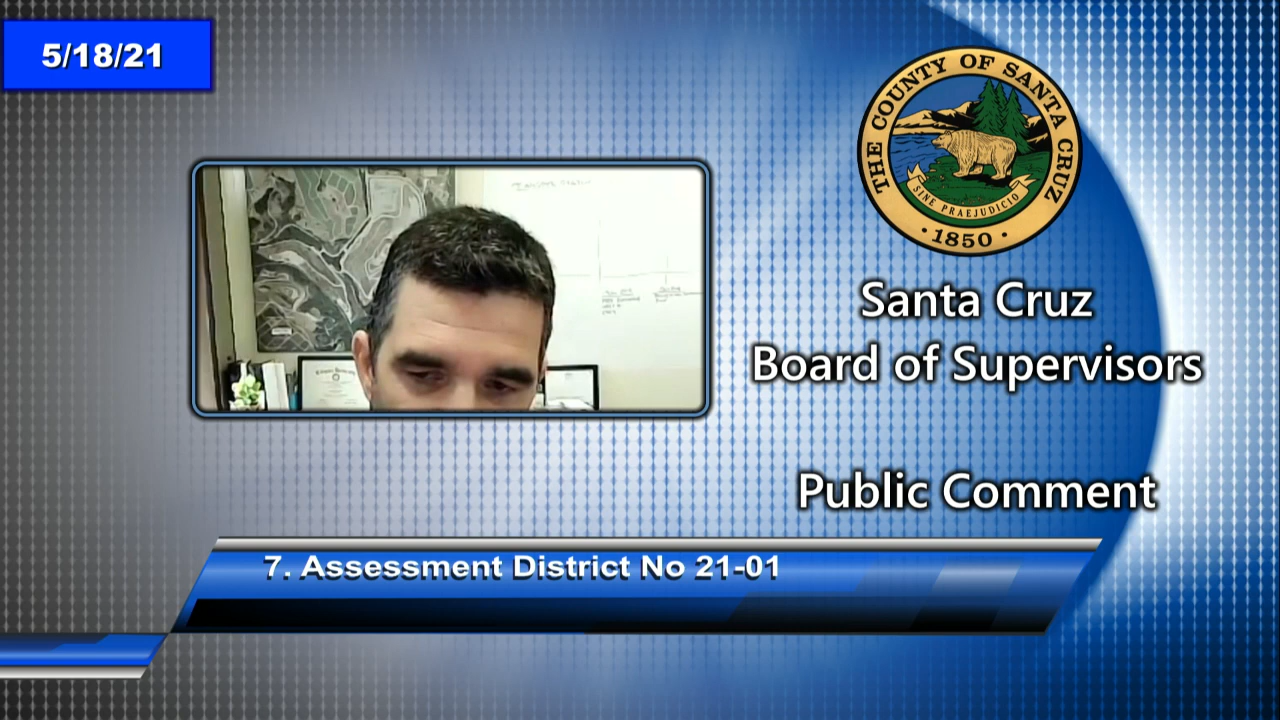 5/18/21
THE COUNTY OF SANTA CRUZ
SINE PRAEJUDICIO
• 1850 •
Santa Cruz
Board of Supervisors
Public Comment
7. Assessment District No 21-01